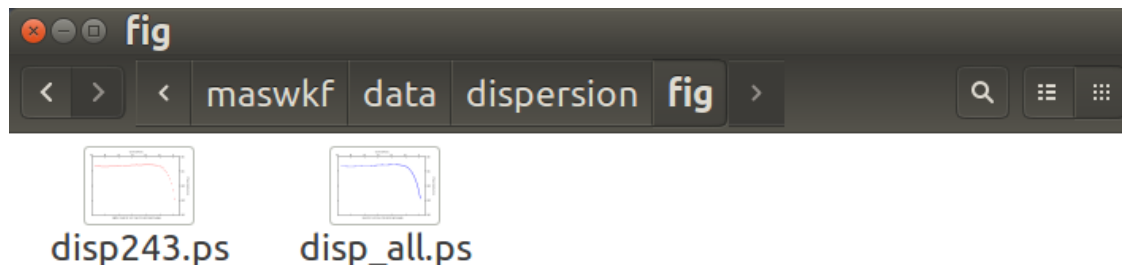 fig
maswkf data dispersion fig
disp243.ps disp_all.ps